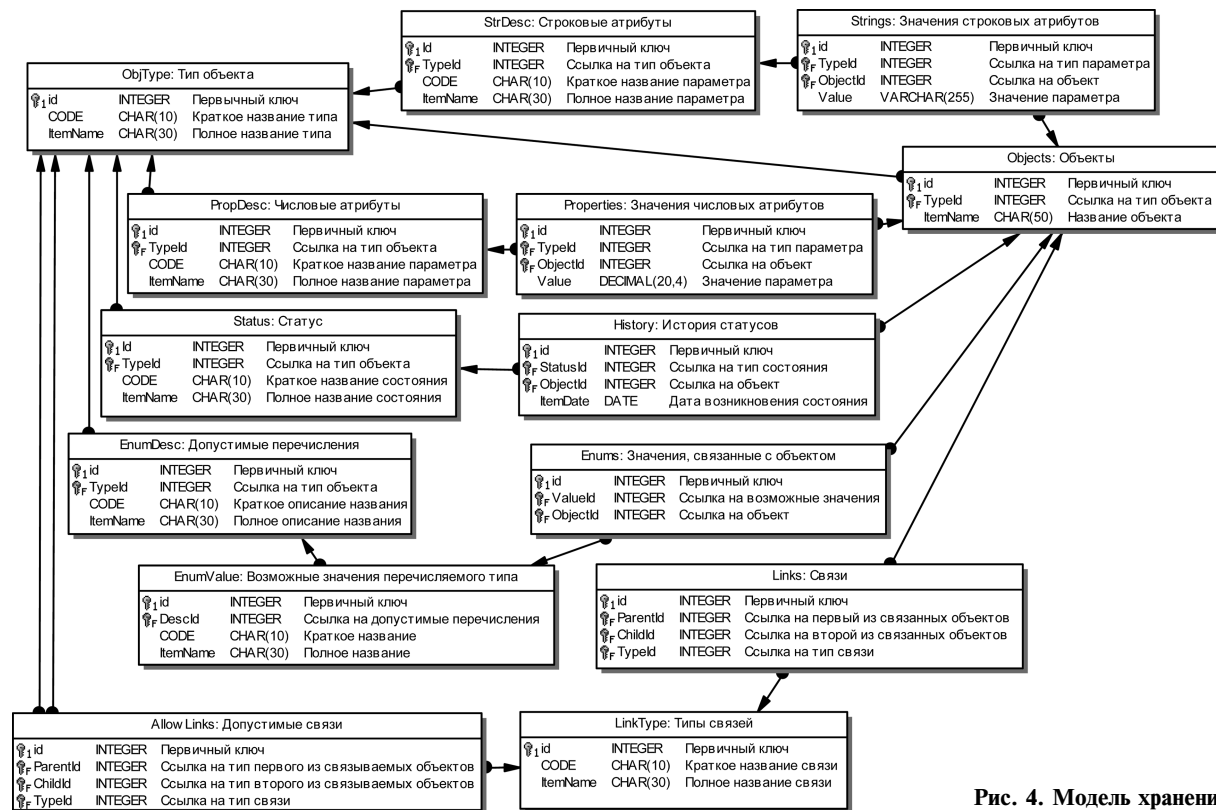 StrDesc: Строковые атрибуты
1 Id INTEGER Первичный ключ
F TypeId INTEGER Ссылка на тип объекта
CODE CHAR(10) Краткое название параметра
ItemName CHAR(30) Полное название параметра
Strings: Значения строковых атрибутов
1 id INTEGER Первичный ключ
F TypeId INTEGER Ссылка на тип параметра
F ObjectId INTEGER Ссылка на объект
Value VARCHAR(255) Значение параметра
ObjType: Тип объекта
1 id INTEGER Первычный ключ
CODE CHAR(10) Краткое название типа
ItemName CHAR(30) Полное название типа
Objects: Объекты
1 id INTEGER Первичный ключ
F TypeId INTEGER Ссылка на тип объекта
ItemName CHAR(50) Название объекта
PropDesc: Числовые атрибуты
1 id INTEGER Первичный ключ
F TypeId INTEGER Ссылка на тип объекта
CODE CHAR(10) Краткое название параметра
ItemName CHAR(30) Полное название параметра
Properties: Значения числовых атрибутов
1 id INTEGER Первичный ключ
F TypeId INTEGER Ссылка на тип параметра
F ObjectId INTEGER Ссылка на объект
Value DECIMAL(20,4) Значение параметра
Status: Статус
1 Id INTEGER Первичный ключ
F TypeId INTEGER Ссылка на тип объекта
CODE CHAR(10) Краткое название состояния
ItemName CHAR(30) Полное название состояния
History: История статусов
1 id INTEGER Первичный ключ
F StatusId INTEGER Ссылка на тип состояния
F ObjectId INTEGER Ссылка на объект
ItemDate DATE Дата возникновения состояния
EnumDesc: Допустимые перечисления
1 id INTEGER Первичный ключ
F TypeId INTEGER Ссылка на тип объекта
CODE CHAR(10) Краткое описание названия
ItemName CHAR(30) Полное описание названия
Enums: Значения, связанные с объектом
1 id INTEGER Первичный ключ
F ValueId INTEGER Ссылка на возможные значения
F ObjectId INTEGER Ссылка на объект
EnumValue: Возможные значения перечисляемого типа
1 id INTEGER Первичный ключ
F DescId INTEGER Ссылка на допустимые перечисления
CODE CHAR(10) Краткое название
ItemName CHAR(30) Полное название
Links: Связи
1 id INTEGER Первичный ключ
F ParentId INTEGER Ссылка на первый из связанных объектов
F ChildId INTEGER Ссылка на второй из связанных объектов
F TypeId INTEGER Ссылка на тип связи
Allow Links: Допустимые связи
1 id INTEGER Первичный ключ
F ParentId INTEGER Ссылка на тип первого из связываемых объектов
F ChildId INTEGER Ссылка на тип второго из связываемых объектов
F TypeId INTEGER Ссылка на тип связи
LinkType: Типы связей
1 id INTEGER Первичный ключ
CODE CHAR(10) Краткое название связи
ItemName CHAR(30) Полное название связи
Рис. 4. Модель хранени